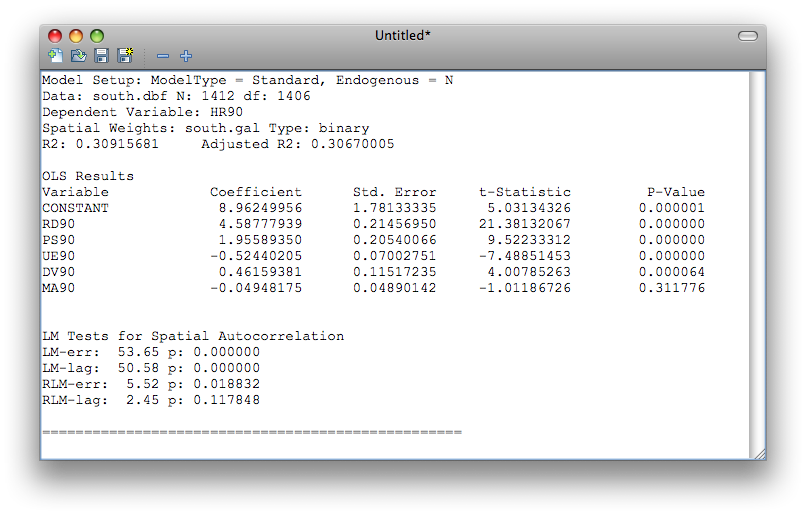 Untitled*
Model Setup: ModelType = Standard, Endogenous = N
Data: south.dbf N: 1412 df: 1406
Dependent Variable: HR90
Spatial Weights: south.gal Type: binary
R2: 0.30915681     Adjusted R2: 0.30670005
OLS Results
Variable            Coefficient      Std. Error     t-Statistic         P-Value
CONSTANT             8.96249956      1.78133335      5.03134326        0.000001
RD90                 4.58777939      0.21456950     21.38132067        0.000000
PS90                 1.95589350      0.20540066      9.52233312        0.000000
UE90                -0.52440205      0.07002751     -7.48851453        0.000000
DV90                 0.46159381      0.11517235      4.00785263        0.000064
MA90                -0.04948175      0.04890142     -1.01186726        0.311776
LM Tests for Spatial Autocorrelation
LM-err:  53.65 p: 0.000000
LM-lag:  50.58 p: 0.000000
RLM-err:  5.52 p: 0.018832
RLM-lag:  2.45 p: 0.117848
==================================================